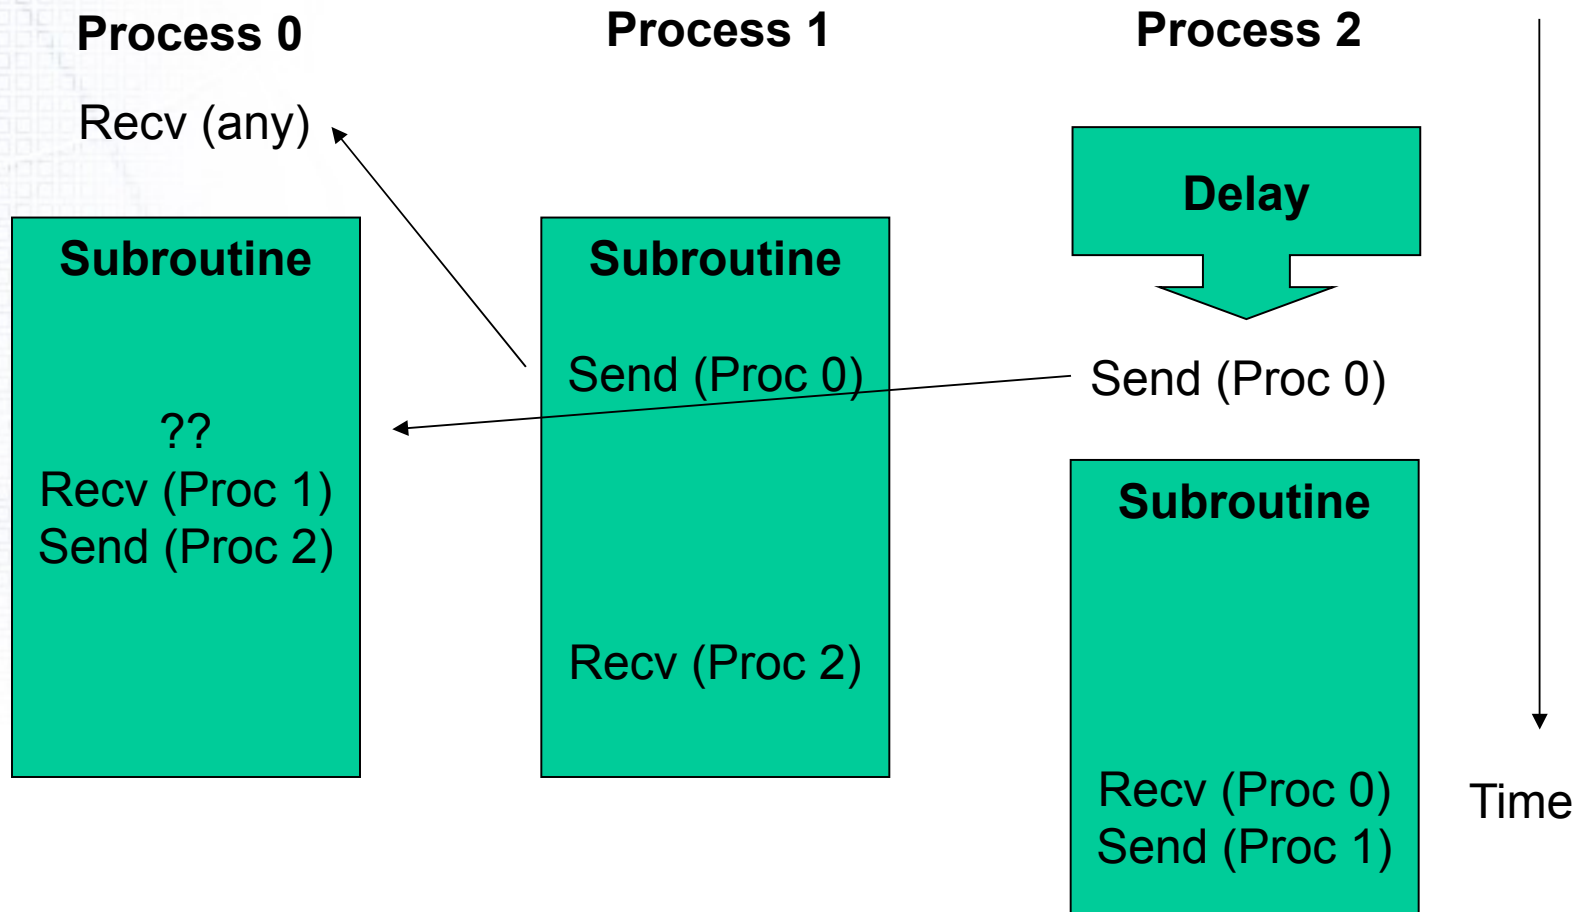 Process 0
Process 1
Process 2
Recv (any)
Delay
Subroutine
Subroutine
Send (Proc 0)
Send (Proc 0)
??
Recv (Proc 1)
Send (Proc 2)
Subroutine
Recv (Proc 2)
Recv (Proc 0)
Send (Proc 1)
Time